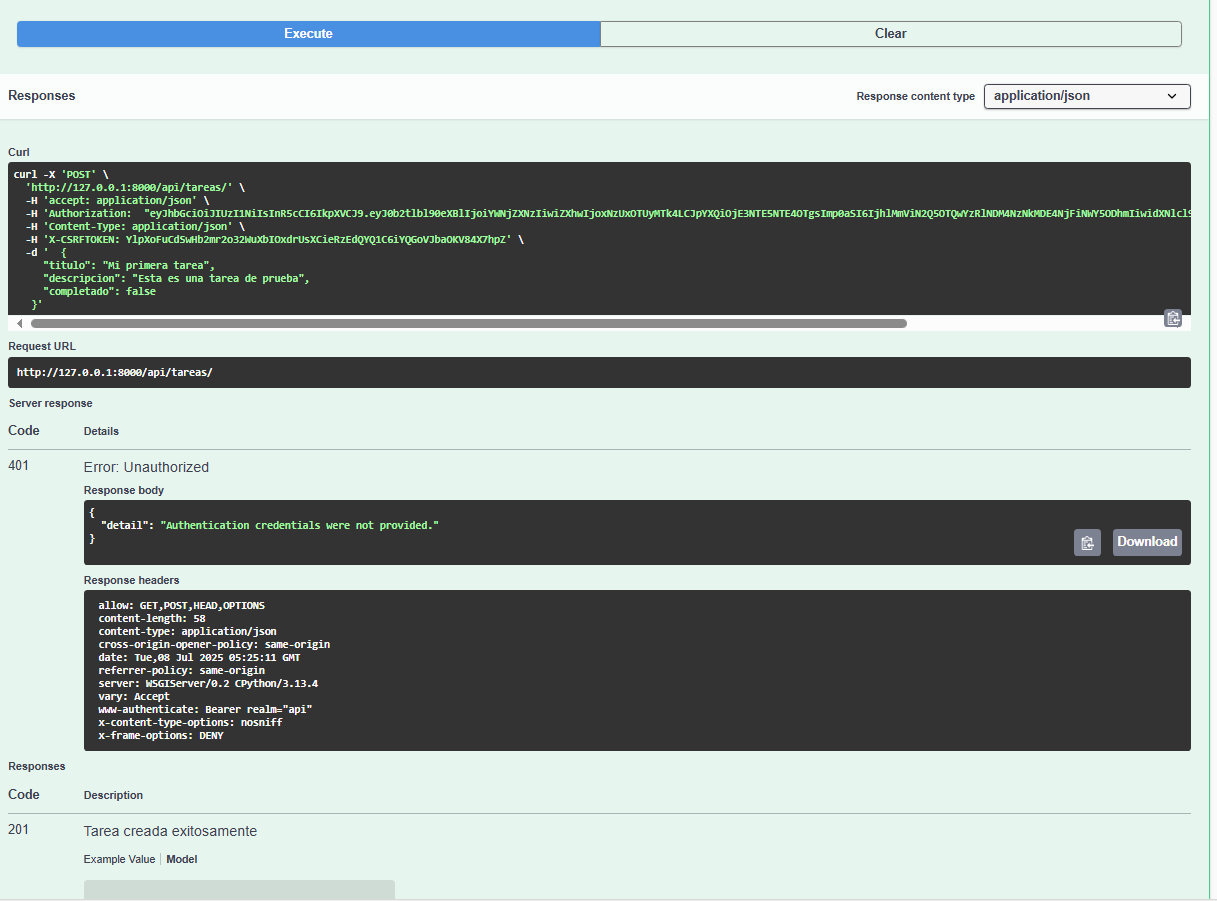 Execute
Clear
Responses
Response content type
application/json
Curl
curl -X 'POST' \
'http://127.0.0.1:8000/api/tareas/' \
-H 'accept: application/json' \
-H 'Authorization:  "eyJhbGciOiJIUzI1NiIsInR5cCI6IkpXVCJ9.
-H 'Content-Type: application/json' \
-H 'X-CSRFTOKEN:
-d '  {
"titulo": "Mi primera tarea",
"descripcion": "Esta es una tarea de prueba",
"completado": false
}'
Request URL
http://127.0.0.1:8000/api/tareas/
Server response
Code
Details
401
Error: Unauthorized
Response body
{
"detail": "Authentication credentials were not provided."
}
Download
Response headers
allow: GET,POST,HEAD,OPTIONS
content-length: 58
content-type: application/json
cross-origin-opener-policy: same-origin
date: Tue,08 Jul 2025 05:25:11 GMT
referrer-policy: same-origin
server: WSGIServer/0.2 CPython/3.13.4
vary: Accept
www-authenticate: Bearer realm="api"
x-content-type-options: nosniff
x-frame-options: DENY
Responses
Code
Description
201
Tarea creada exitosamente
Example Value
Model